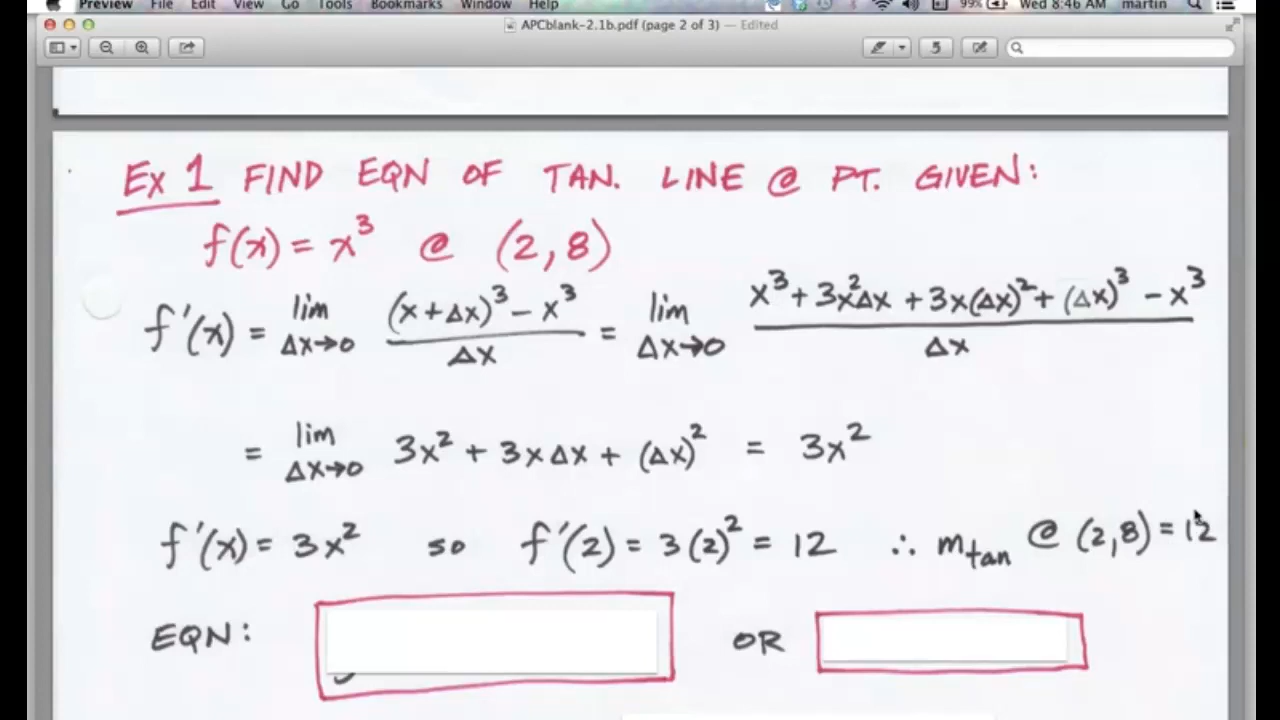 Preview File Edit View Go Tools Bookmarks Window Help 99% Wed 8:46 AM martin
APCblank-2.1b.pdf (page 2 of 3) — Edited
Ex 1 FIND EQN OF TAN. LINE @ PT. GIVEN:
f(x) = x³ @ (2,8)
f'(x) = lim Δx→0 (x+Δx)³ - x³ / Δx = lim Δx→0 x³ + 3x²Δx + 3x(Δx)² + (Δx)³ - x³ / Δx
= lim Δx→0 3x² + 3xΔx + (Δx)² = 3x²
f'(x) = 3x² so f'(2) = 3(2)² = 12 ∴ m_tan @ (2,8) = 12
EQN: OR